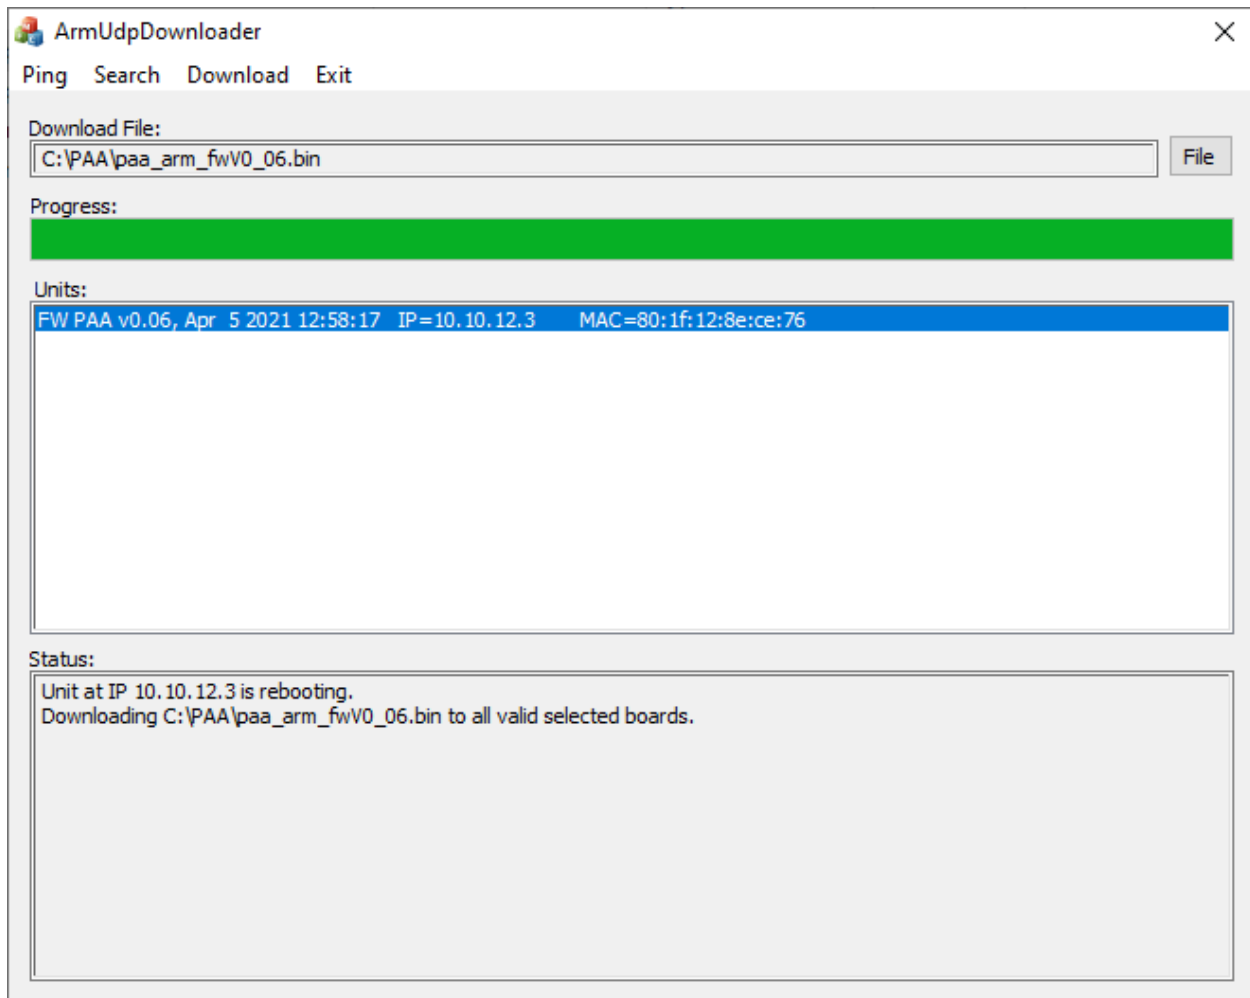 ArmUdpDownloader
Ping Search Download Exit
Download File:
C:\PAA\paa_arm_fwV0_06.bin File
Progress:
Units:
FW PAA v0.06, Apr  5 2021 12:58:17 IP=10.10.12.3 MAC=80:1f:12:8e:ce:76
Status:
Unit at IP 10.10.12.3 is rebooting.
Downloading C:\PAA\paa_arm_fwV0_06.bin to all valid selected boards.